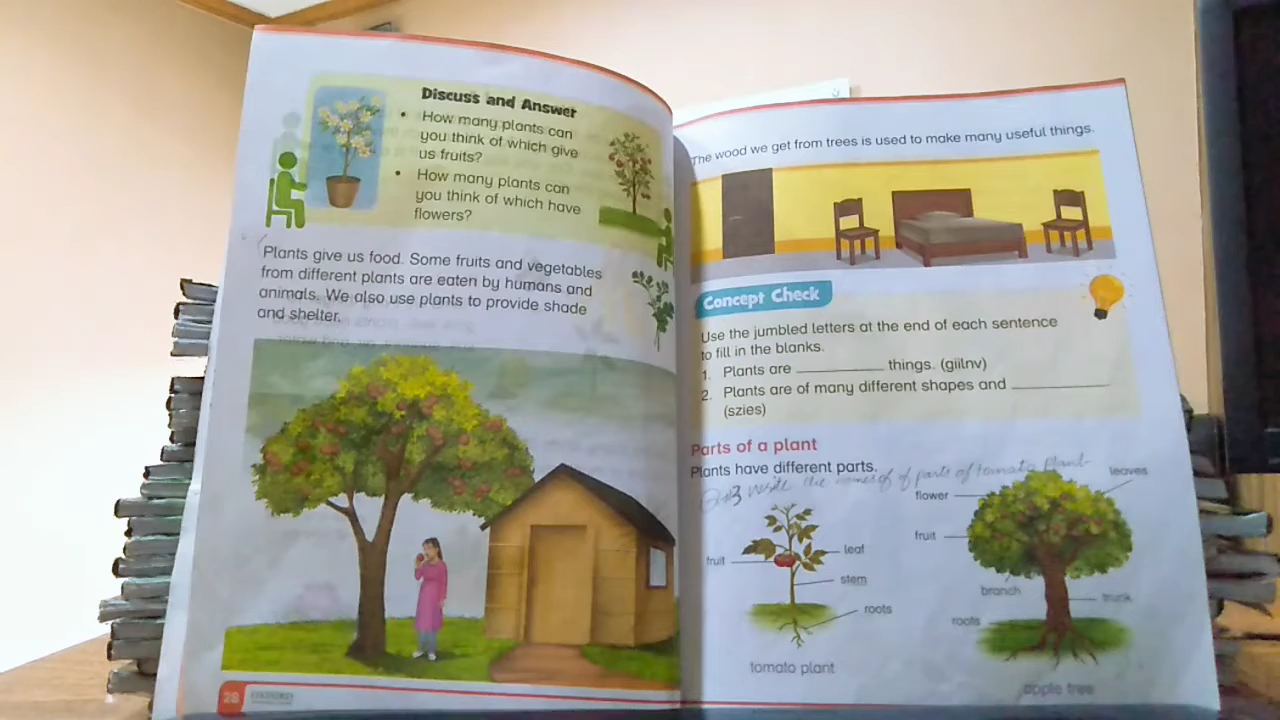 Discuss and Answer
• How many plants can
you think of which give
us fruits?
• How many plants can
you think of which have
flowers?
Plants give us food. Some fruits and vegetables
from different plants are eaten by humans and
animals. We also use plants to provide shade
and shelter.
28
OXFORD
The wood we get from trees is used to make many useful things.
Concept Check
Use the jumbled letters at the end of each sentence
to fill in the blanks.
1. Plants are __________ things. (giilnv)
2. Plants are of many different shapes and __________
(szies)
Parts of a plant
Plants have different parts.
Write the names of parts of tomato plant
fruit
leaf
stem
roots
tomato plant
leaves
flower
fruit
branch
trunk
roots
apple tree